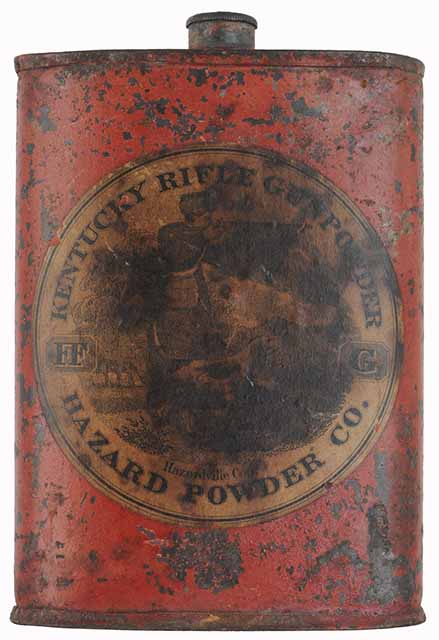 KENTUCKY RIFLE GUNPOWDER
FF G
Hazardville Conn.
HAZARD POWDER CO.